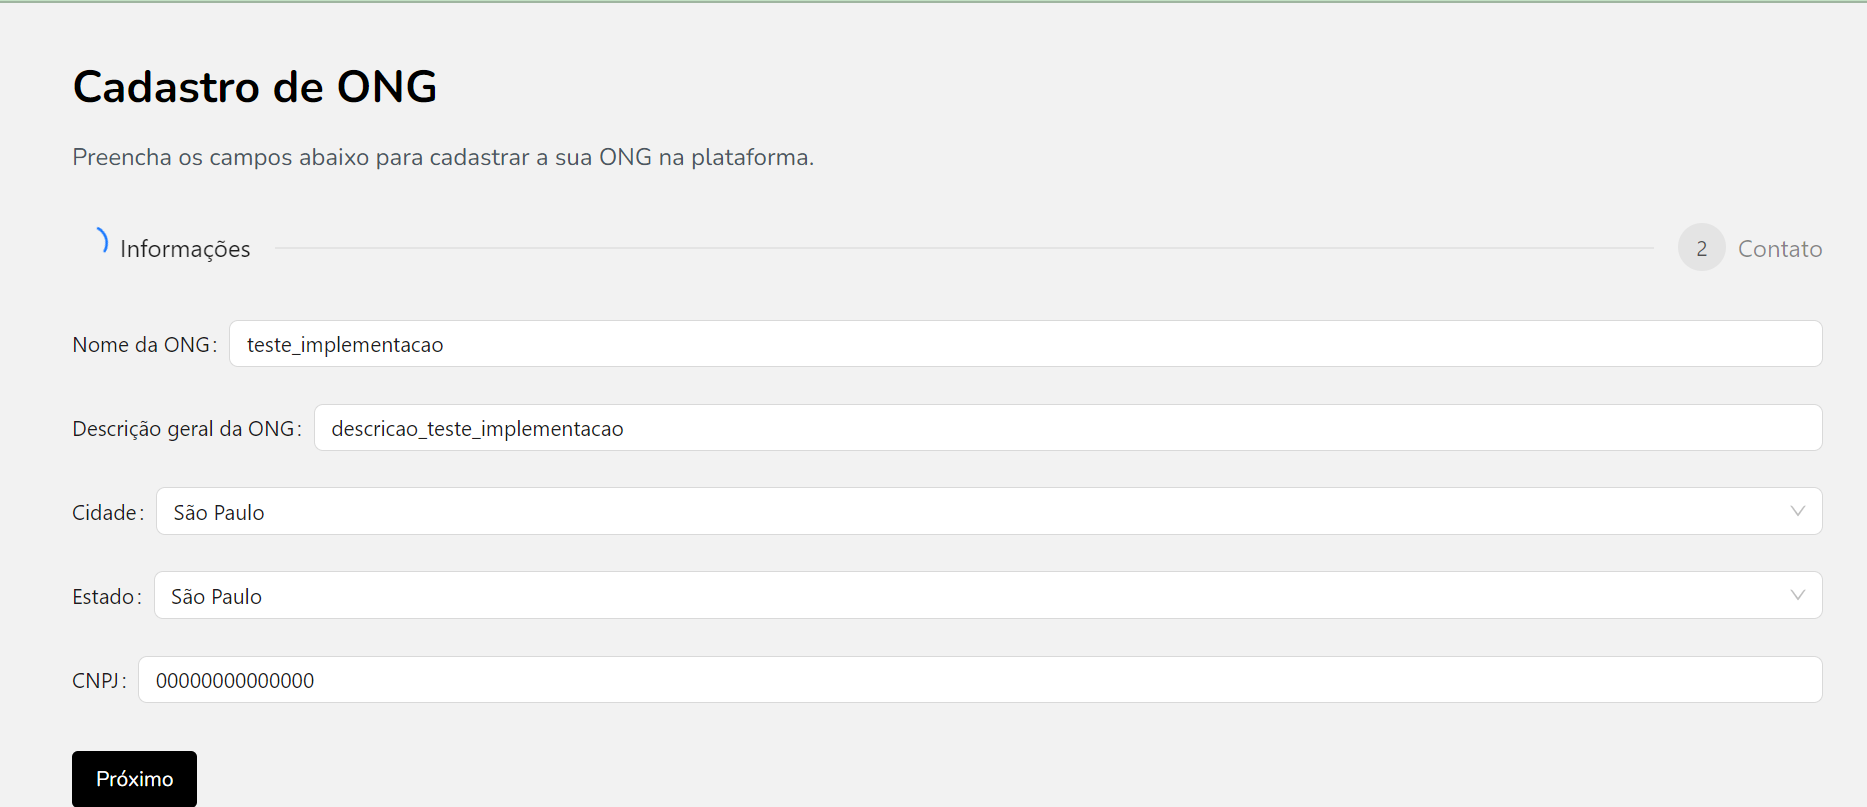 Cadastro de ONG
Preencha os campos abaixo para cadastrar a sua ONG na plataforma.
Informações
2 Contato
Nome da ONG: teste_implementacao
Descrição geral da ONG: descricao_teste_implementacao
Cidade: São Paulo
Estado: São Paulo
CNPJ: 00000000000000
Próximo